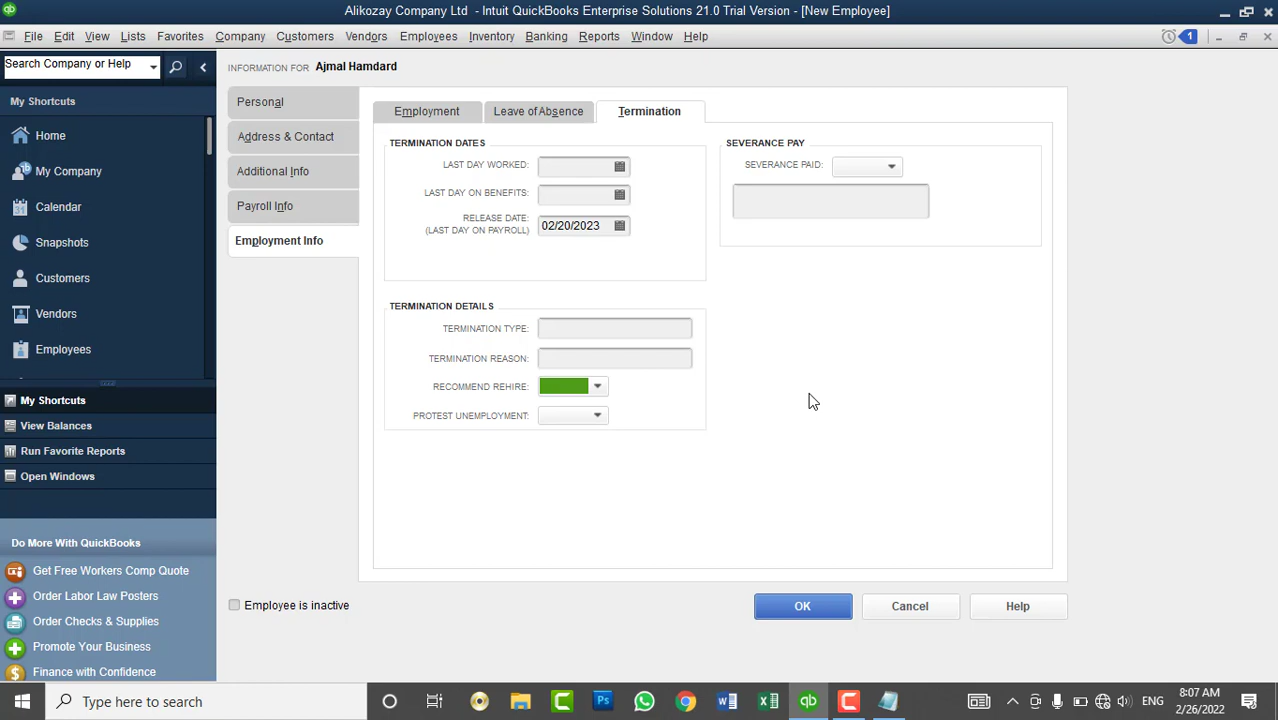 Alikozay Company Ltd - Intuit QuickBooks Enterprise Solutions 21.0 Trial Version - [New Employee]
File Edit View Lists Favorites Company Customers Vendors Employees Inventory Banking Reports Window Help
1
Search Company or Help
My Shortcuts
Home
My Company
Calendar
Snapshots
Customers
Vendors
Employees
My Shortcuts
View Balances
Run Favorite Reports
Open Windows
Do More With QuickBooks
Get Free Workers Comp Quote
Order Labor Law Posters
Order Checks & Supplies
Promote Your Business
Finance with Confidence
INFORMATION FOR Ajmal Hamdard
Personal
Address & Contact
Additional Info
Payroll Info
Employment Info
Employment Leave of Absence Termination
TERMINATION DATES
LAST DAY WORKED:
LAST DAY ON BENEFITS:
RELEASE DATE:
(LAST DAY ON PAYROLL)
02/20/2023
SEVERANCE PAY
SEVERANCE PAID:
TERMINATION DETAILS
TERMINATION TYPE:
TERMINATION REASON:
RECOMMEND REHIRE:
PROTEST UNEMPLOYMENT:
Employee is inactive
OK Cancel Help
Type here to search
ENG
8:07 AM
2/26/2022